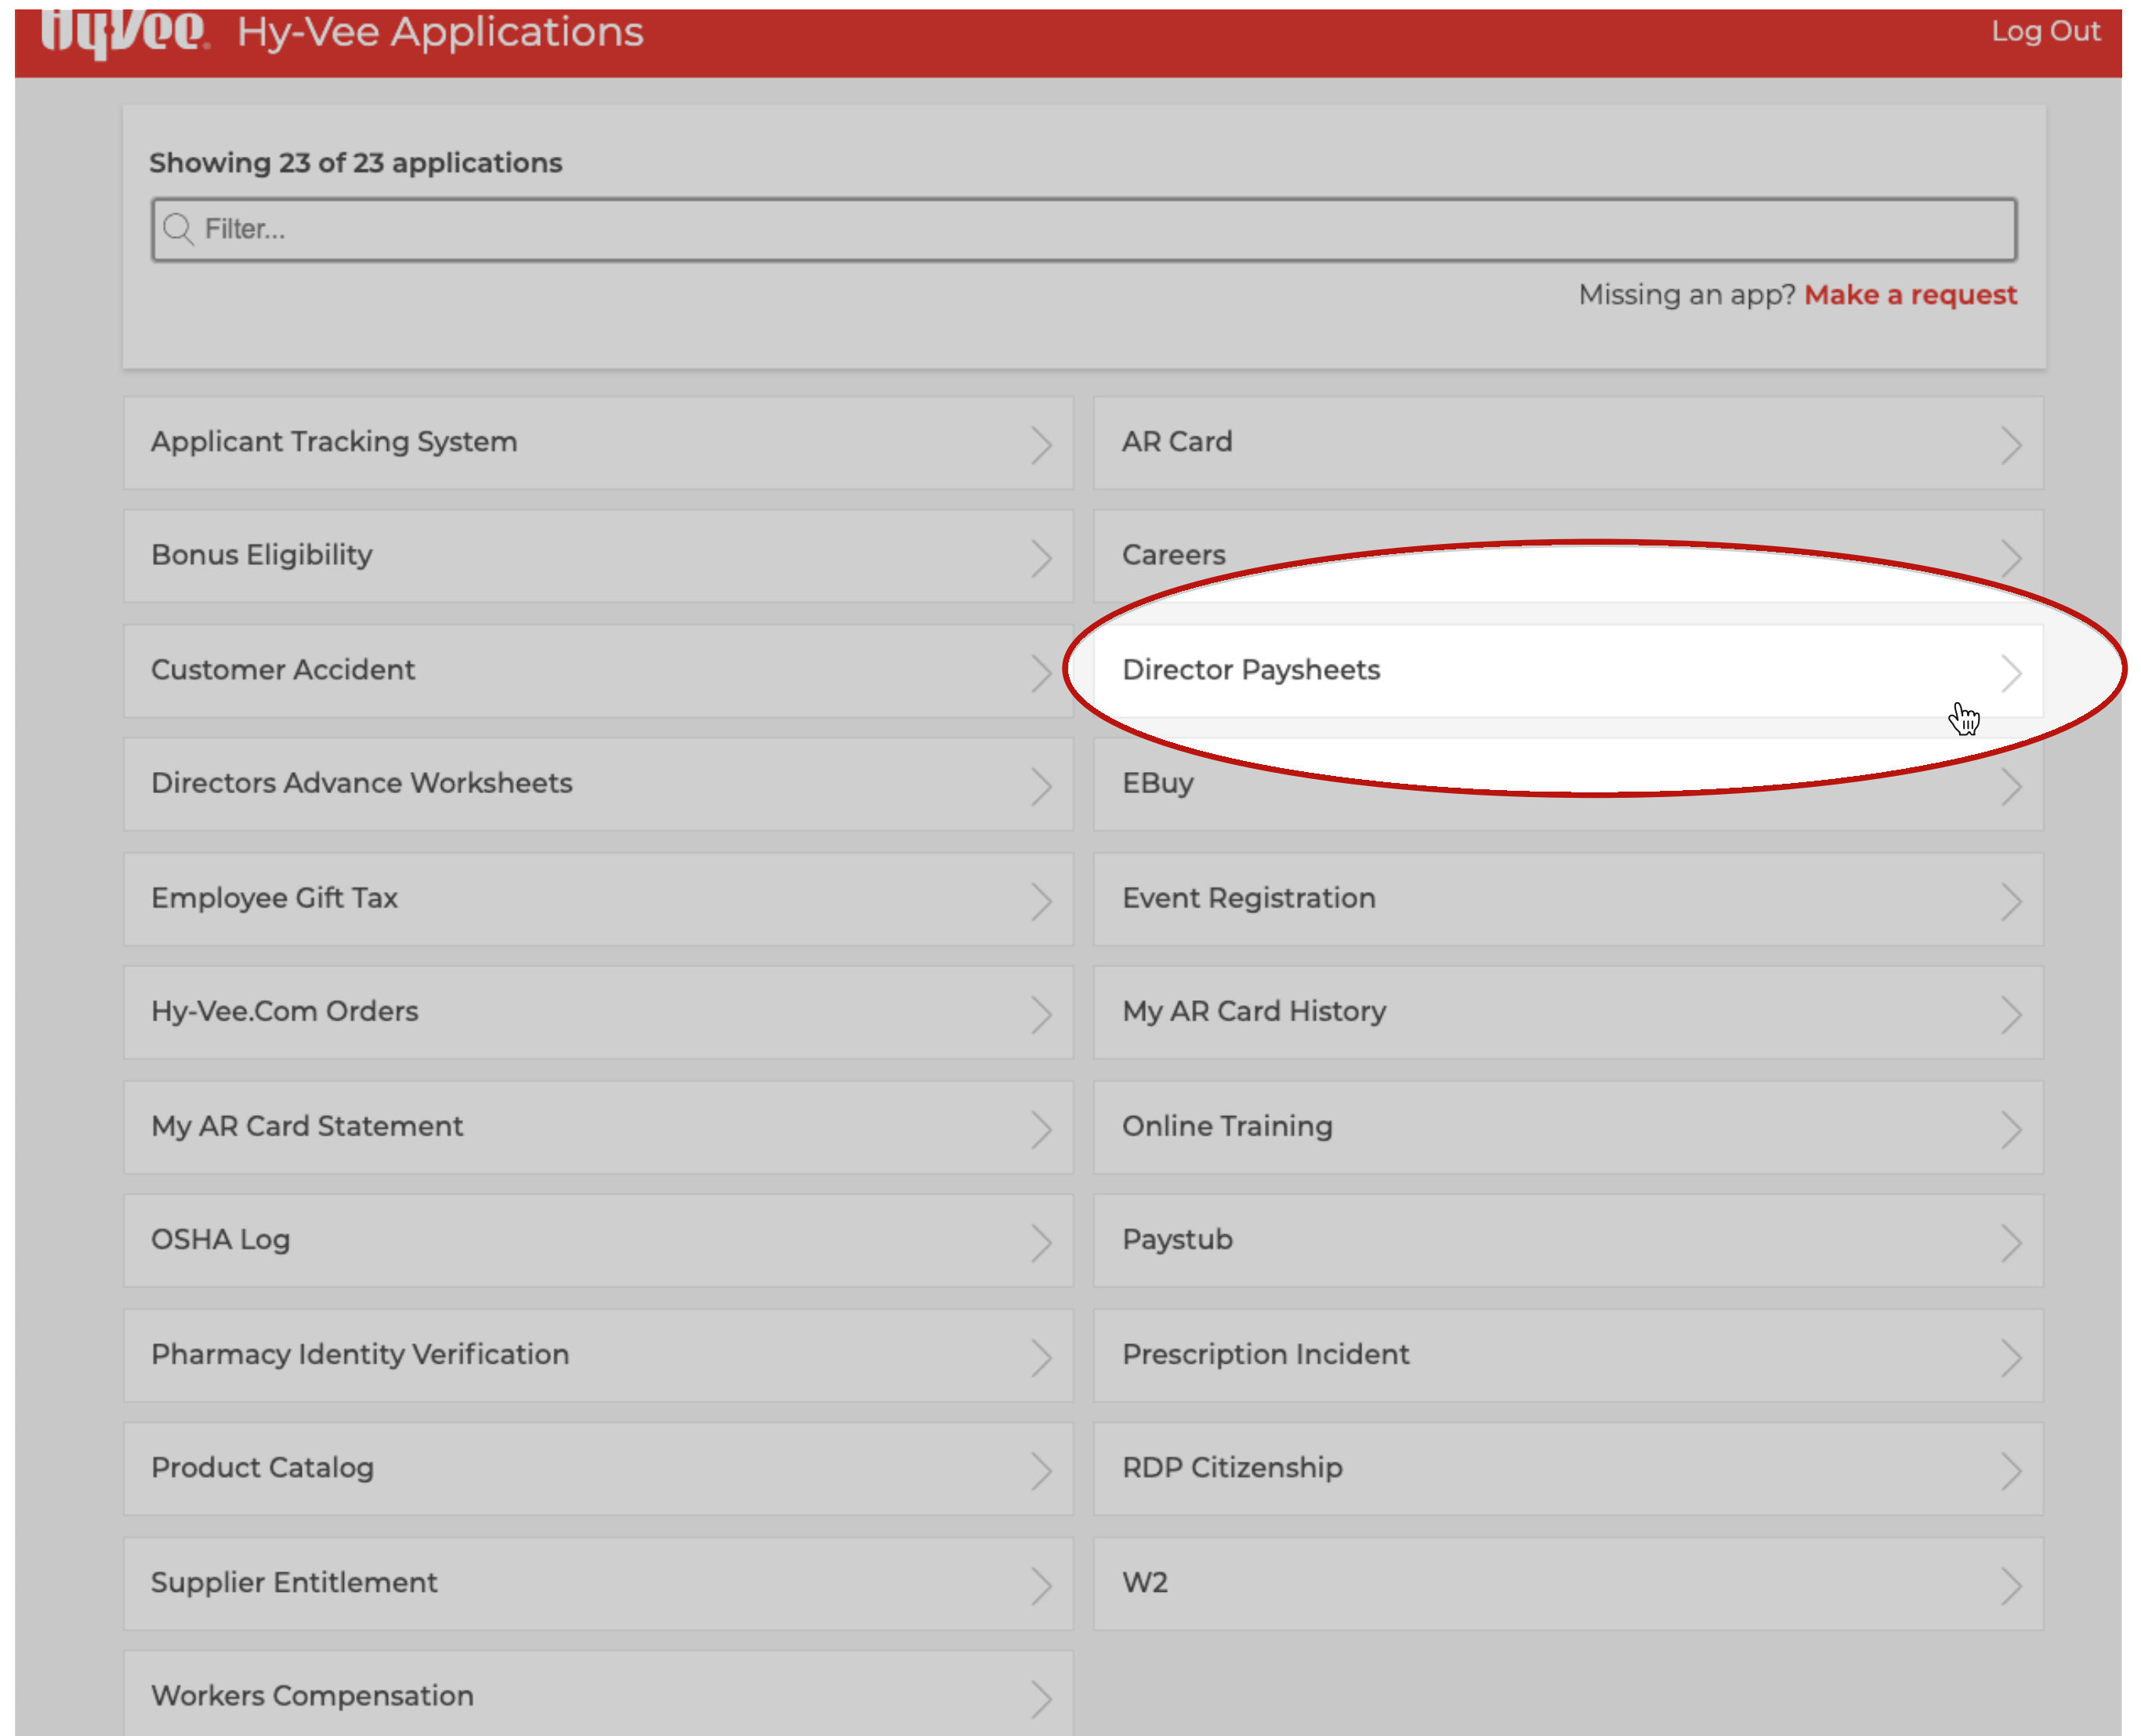 HyVee. Hy-Vee Applications
Log Out
Showing 23 of 23 applications
Filter...
Missing an app? Make a request
Applicant Tracking System
AR Card
Bonus Eligibility
Careers
Customer Accident
Director Paysheets
Directors Advance Worksheets
EBuy
Employee Gift Tax
Event Registration
Hy-Vee.Com Orders
My AR Card History
My AR Card Statement
Online Training
OSHA Log
Paystub
Pharmacy Identity Verification
Prescription Incident
Product Catalog
RDP Citizenship
Supplier Entitlement
W2
Workers Compensation